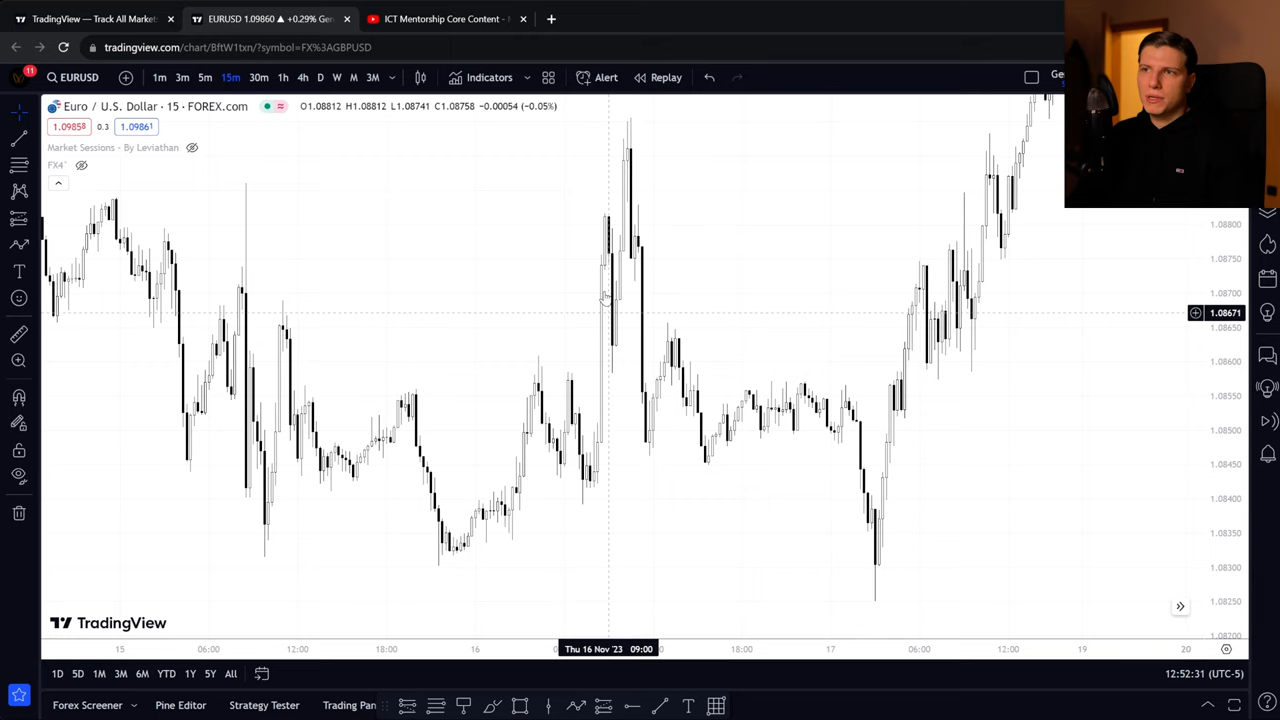 TradingView — Track All Market
EURUSD 1.09860 ▲ +0.29% Gen
ICT Mentorship Core Content -
tradingview.com/chart/BftW1txn/?symbol=FX%3AGBPUSD
11
EURUSD
1m 3m 5m 15m 30m 1h 4h D W M 3M
Indicators
Alert
Replay
Ge
Euro / U.S. Dollar · 15 · FOREX.com
O1.08812 H1.08812 L1.08741 C1.08758 −0.00054 (−0.05%)
1.09858 0.3 1.09861
Market Sessions - By Leviathan
FX4
1.08800
1.08750
1.08700
1.08671
1.08650
1.08600
1.08550
1.08500
1.08450
1.08400
1.08350
1.08300
1.08250
1.08200
TradingView
15 06:00 12:00 18:00 16 Thu 16 Nov '23 09:00 18:00 17 06:00 12:00 19 20
1D 5D 1M 3M 6M YTD 1Y 5Y All
12:52:31 (UTC-5)
Forex Screener
Pine Editor
Strategy Tester
Trading Pan